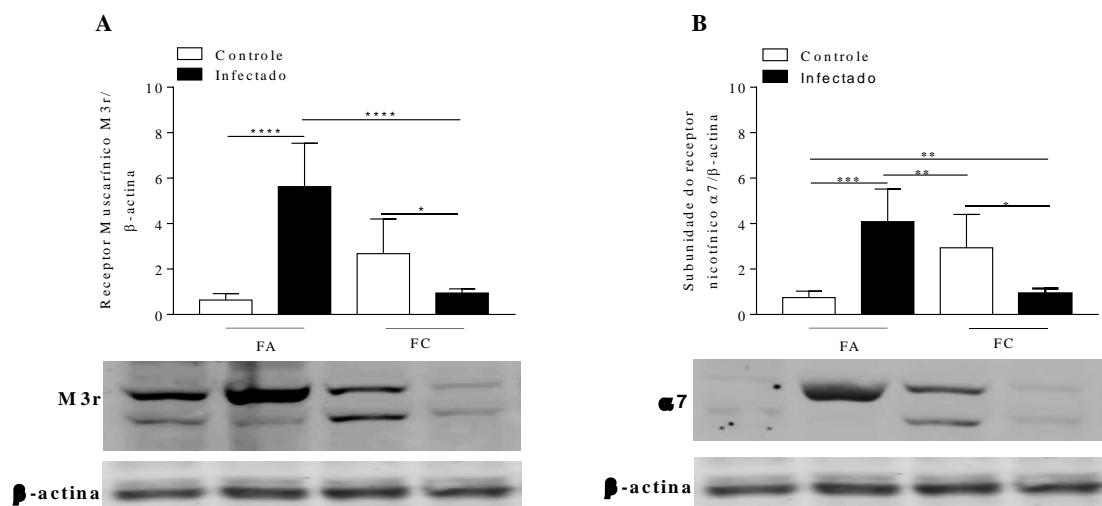 A
Controle
Infectado
Receptor Muscarínico M3r/
β-actina
10
8
6
4
2
0
****
****
*
FA
FC
M3r
β-actina
B
Controle
Infectado
Subunidade do receptor
nicotínico α7/β-actina
10
8
6
4
2
0
**
***
**
*
FA
FC
α7
β-actina